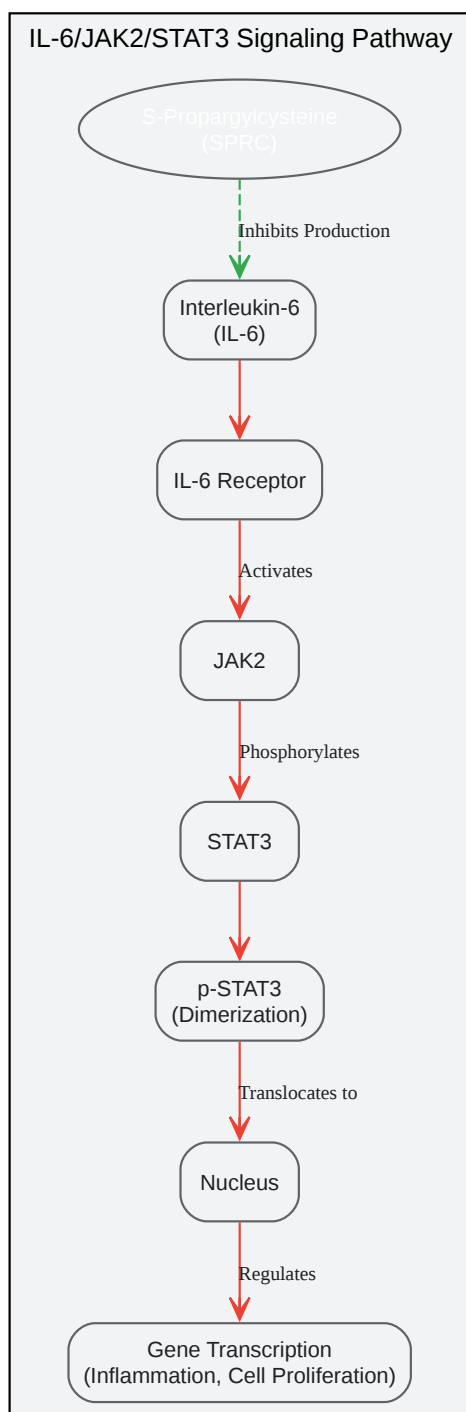 IL-6/JAK2/STAT3 Signaling Pathway
S-Propargylcysteine
(SPRC)
Inhibits Production
Interleukin-6
(IL-6)
IL-6 Receptor
Activates
JAK2
Phosphorylates
STAT3
p-STAT3
(Dimerization)
Translocates to
Nucleus
Regulates
Gene Transcription
(Inflammation, Cell Proliferation)